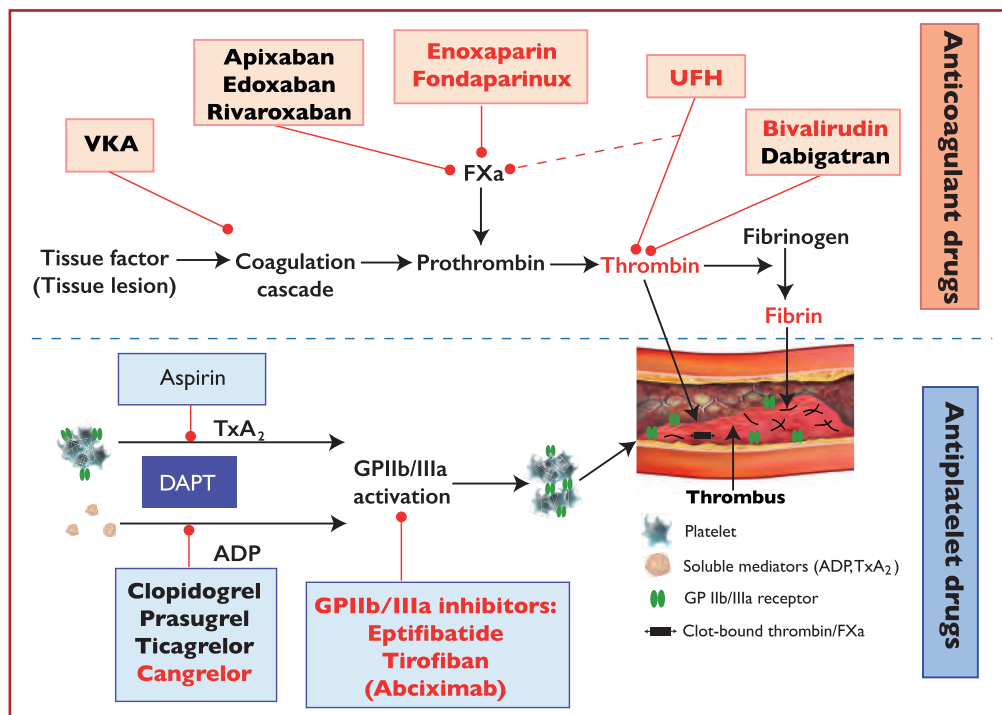 Anticoagulant drugs
Apixaban
Edoxaban
Rivaroxaban
Enoxaparin
Fondaparinux
UFH
VKA
Bivalirudin
Dabigatran
FXa
Tissue factor
(Tissue lesion)
Coagulation
cascade
Prothrombin
Thrombin
Fibrinogen
Fibrin
Antiplatelet drugs
Aspirin
TxA₂
DAPT
GPIIb/IIIa
activation
ADP
Clopidogrel
Prasugrel
Ticagrelor
Cangrelor
GPIIb/IIIa inhibitors:
Eptifibatide
Tirofiban
(Abciximab)
Thrombus
Platelet
Soluble mediators (ADP,TxA₂)
GP IIb/IIIa receptor
Clot-bound thrombin/FXa